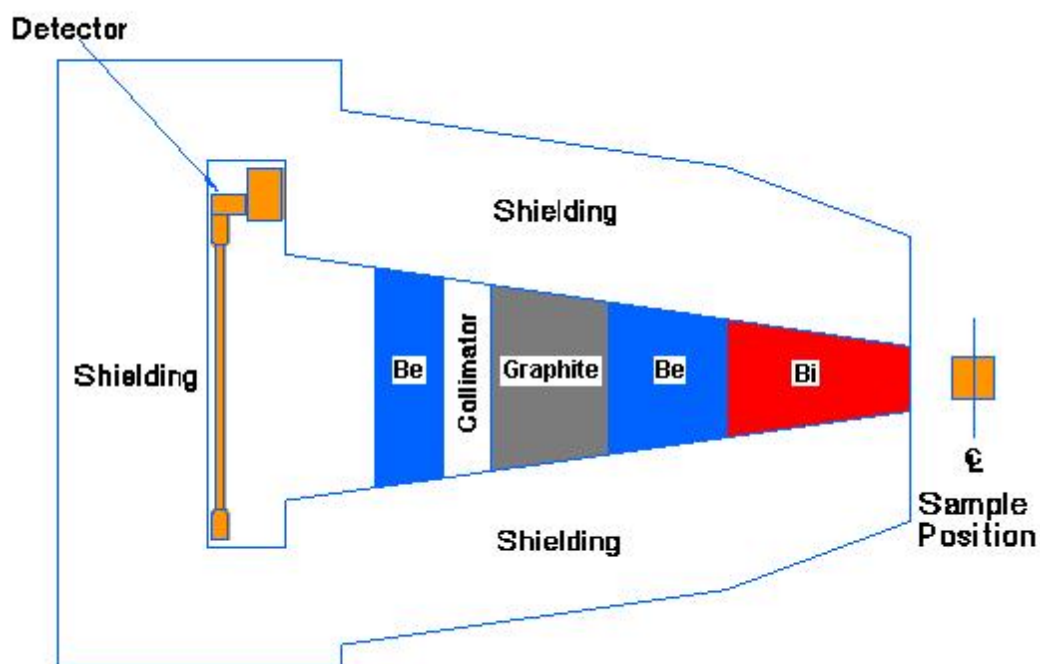 Detector
Shielding
Shielding
Be
Collimator
Graphite
Be
Bi
℄
Sample
Position
Shielding